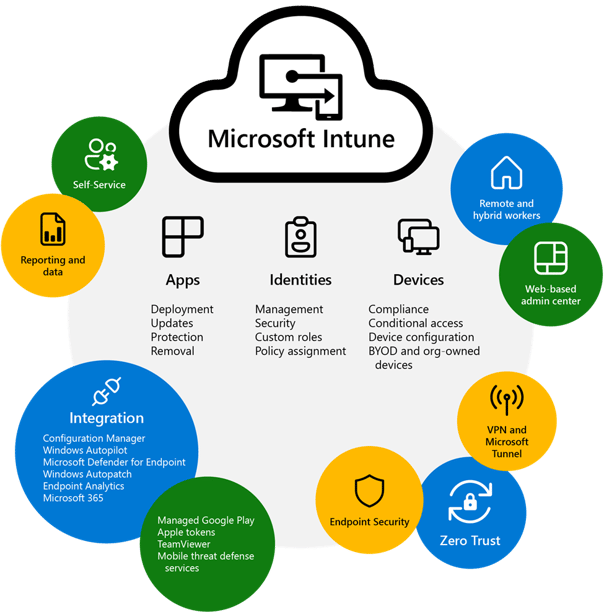 Microsoft Intune
Self-Service
Reporting and
data
Remote and
hybrid workers
Web-based
admin center
Apps
Deployment
Updates
Protection
Removal
Identities
Management
Security
Custom roles
Policy assignment
Devices
Compliance
Conditional access
Device configuration
BYOD and org-owned
devices
Integration
Configuration Manager
Windows Autopilot
Microsoft Defender for Endpoint
Windows Autopatch
Endpoint Analytics
Microsoft 365
Managed Google Play
Apple tokens
TeamViewer
Mobile threat defense
services
VPN and
Microsoft
Tunnel
Endpoint Security
Zero Trust